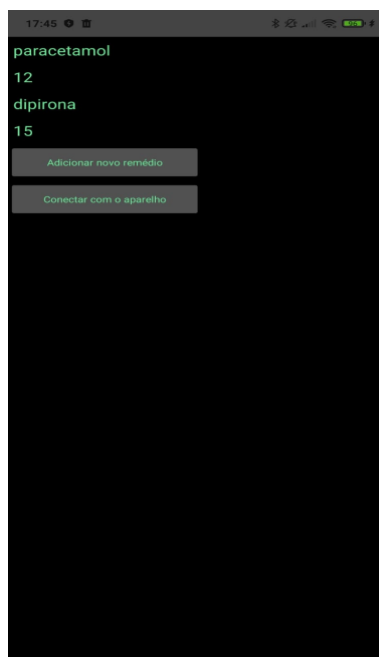 17:45
paracetamol
12
dipirona
15
Adicionar novo remédio
Conectar com o aparelho